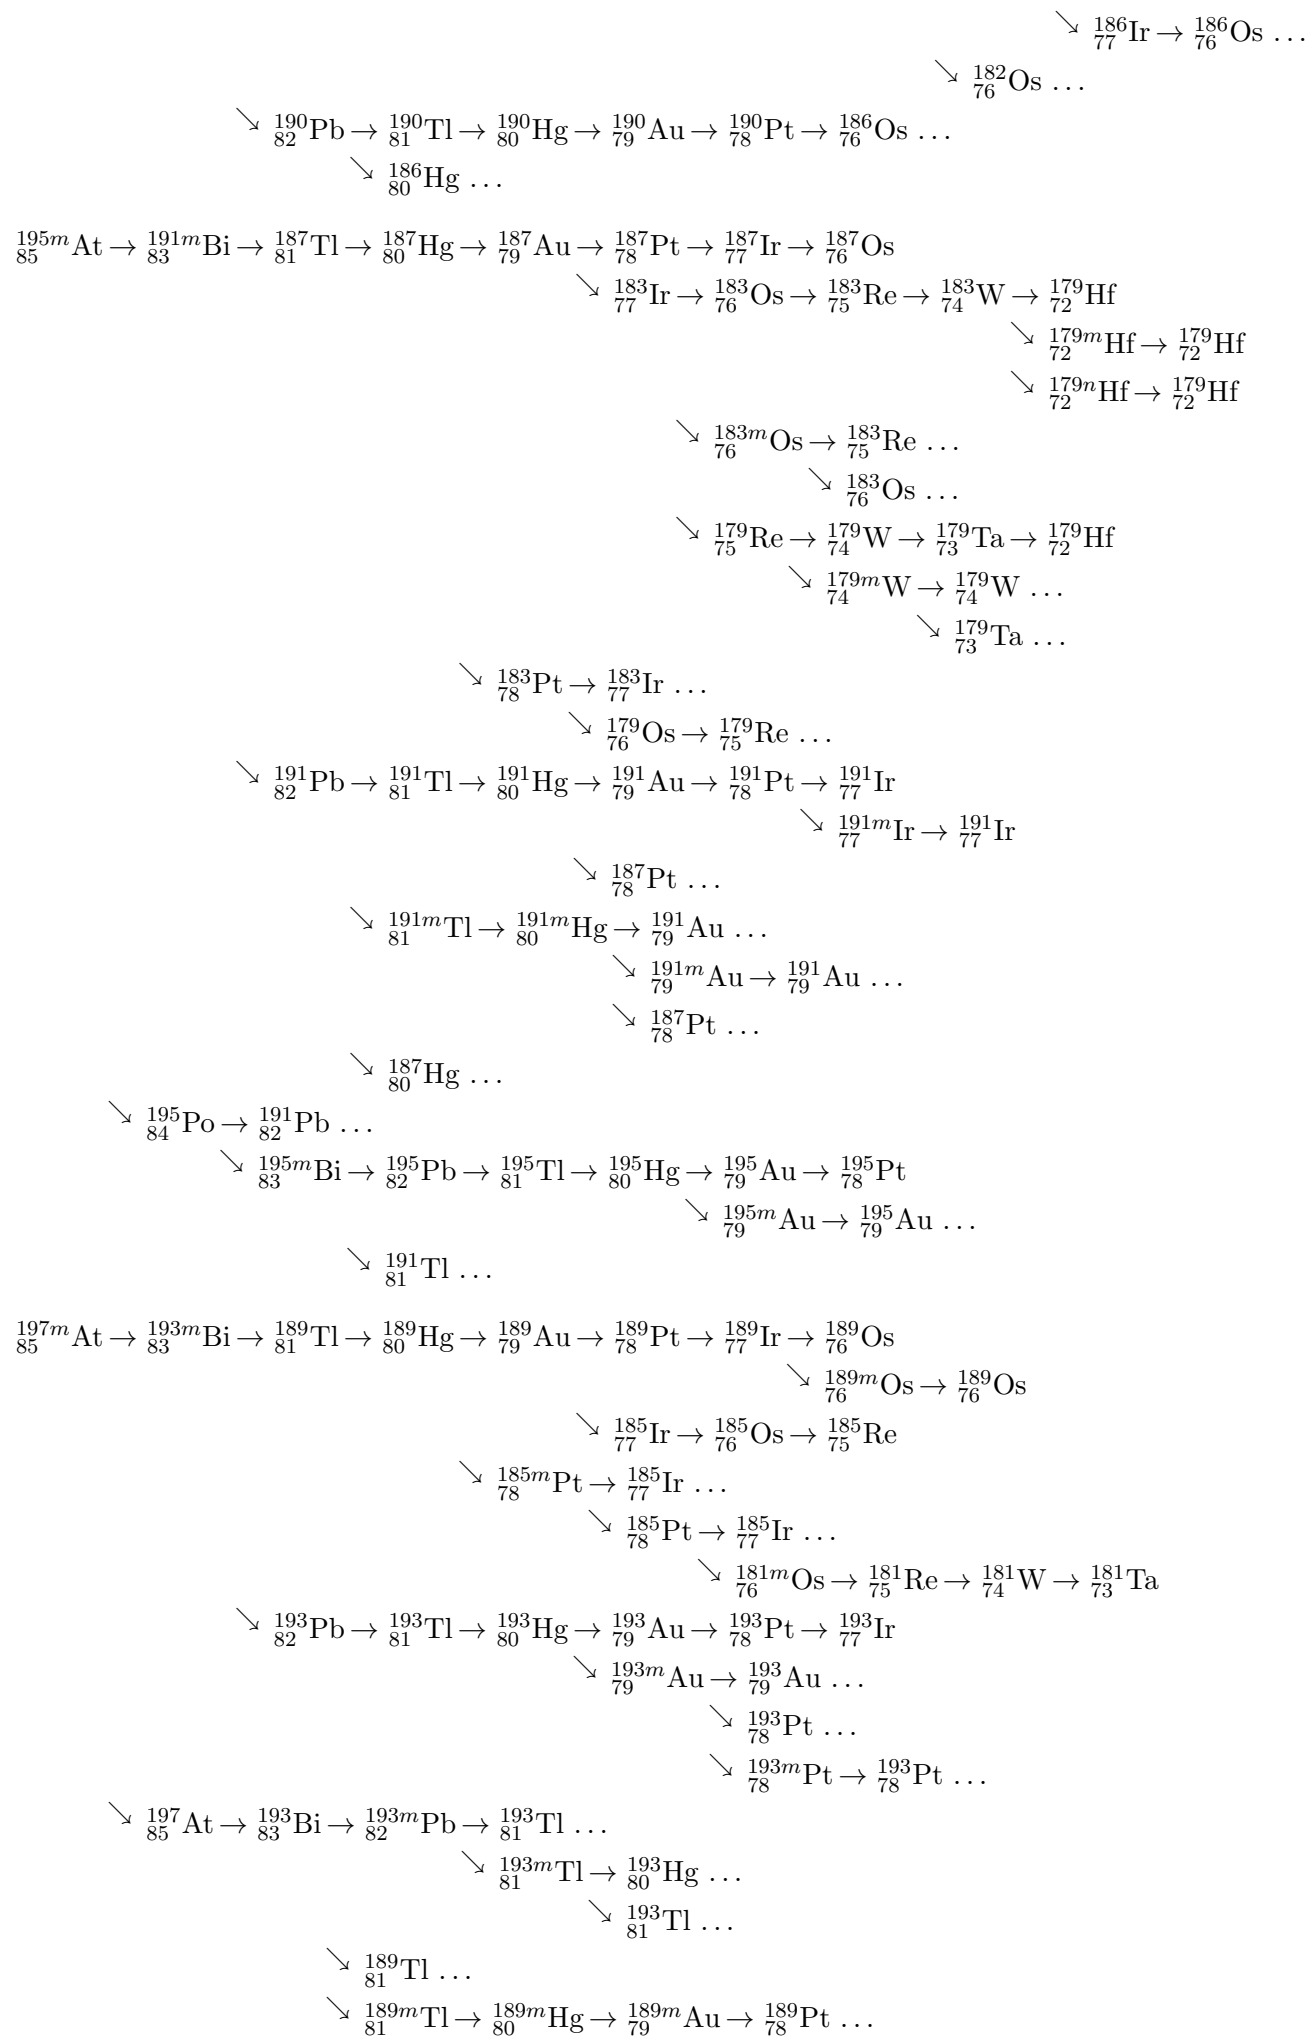 ↘ ¹⁸⁶₇₇Ir → ¹⁸⁶₇₆Os …
↘ ¹⁸²₇₆Os …
↘ ¹⁹⁰₈₂Pb → ¹⁹⁰₈₁Tl → ¹⁹⁰₈₀Hg → ¹⁹⁰₇₉Au → ¹⁹⁰₇₈Pt → ¹⁸⁶₇₆Os …
↘ ¹⁸⁶₈₀Hg …
¹⁹⁵ᵐ₈₅At → ¹⁹¹ᵐ₈₃Bi → ¹⁸⁷₈₁Tl → ¹⁸⁷₈₀Hg → ¹⁸⁷₇₉Au → ¹⁸⁷₇₈Pt → ¹⁸⁷₇₇Ir → ¹⁸⁷₇₆Os
↘ ¹⁸³₇₇Ir → ¹⁸³₇₆Os → ¹⁸³₇₅Re → ¹⁸³₇₄W → ¹⁷⁹₇₂Hf
↘ ¹⁷⁹ᵐ₇₂Hf → ¹⁷⁹₇₂Hf
↘ ¹⁷⁹ⁿ₇₂Hf → ¹⁷⁹₇₂Hf
↘ ¹⁸³ᵐ₇₆Os → ¹⁸³₇₅Re …
↘ ¹⁸³₇₆Os …
↘ ¹⁷⁹₇₅Re → ¹⁷⁹₇₄W → ¹⁷⁹₇₃Ta → ¹⁷⁹₇₂Hf
↘ ¹⁷⁹ᵐ₇₄W → ¹⁷⁹₇₄W …
↘ ¹⁷⁹₇₃Ta …
↘ ¹⁸³₇₈Pt → ¹⁸³₇₇Ir …
↘ ¹⁷⁹₇₆Os → ¹⁷⁹₇₅Re …
↘ ¹⁹¹₈₂Pb → ¹⁹¹₈₁Tl → ¹⁹¹₈₀Hg → ¹⁹¹₇₉Au → ¹⁹¹₇₈Pt → ¹⁹¹₇₇Ir
↘ ¹⁹¹ᵐ₇₇Ir → ¹⁹¹₇₇Ir
↘ ¹⁸⁷₇₈Pt …
↘ ¹⁹¹ᵐ₈₁Tl → ¹⁹¹ᵐ₈₀Hg → ¹⁹¹₇₉Au …
↘ ¹⁹¹ᵐ₇₉Au → ¹⁹¹₇₉Au …
↘ ¹⁸⁷₇₈Pt …
↘ ¹⁸⁷₈₀Hg …
↘ ¹⁹⁵₈₄Po → ¹⁹¹₈₂Pb …
↘ ¹⁹⁵ᵐ₈₃Bi → ¹⁹⁵₈₂Pb → ¹⁹⁵₈₁Tl → ¹⁹⁵₈₀Hg → ¹⁹⁵₇₉Au → ¹⁹⁵₇₈Pt
↘ ¹⁹⁵ᵐ₇₉Au → ¹⁹⁵₇₉Au …
↘ ¹⁹¹₈₁Tl …
¹⁹⁷ᵐ₈₅At → ¹⁹³ᵐ₈₃Bi → ¹⁸⁹₈₁Tl → ¹⁸⁹₈₀Hg → ¹⁸⁹₇₉Au → ¹⁸⁹₇₈Pt → ¹⁸⁹₇₇Ir → ¹⁸⁹₇₆Os
↘ ¹⁸⁹ᵐ₇₆Os → ¹⁸⁹₇₆Os
↘ ¹⁸⁵₇₇Ir → ¹⁸⁵₇₆Os → ¹⁸⁵₇₅Re
↘ ¹⁸⁵ᵐ₇₈Pt → ¹⁸⁵₇₇Ir …
↘ ¹⁸⁵₇₈Pt → ¹⁸⁵₇₇Ir …
↘ ¹⁸¹ᵐ₇₆Os → ¹⁸¹₇₅Re → ¹⁸¹₇₄W → ¹⁸¹₇₃Ta
↘ ¹⁹³₈₂Pb → ¹⁹³₈₁Tl → ¹⁹³₈₀Hg → ¹⁹³₇₉Au → ¹⁹³₇₈Pt → ¹⁹³₇₇Ir
↘ ¹⁹³ᵐ₇₉Au → ¹⁹³₇₉Au …
↘ ¹⁹³₇₈Pt …
↘ ¹⁹³ᵐ₇₈Pt → ¹⁹³₇₈Pt …
↘ ¹⁹⁷₈₅At → ¹⁹³₈₃Bi → ¹⁹³ᵐ₈₂Pb → ¹⁹³₈₁Tl …
↘ ¹⁹³ᵐ₈₁Tl → ¹⁹³₈₀Hg …
↘ ¹⁹³₈₁Tl …
↘ ¹⁸⁹₈₁Tl …
↘ ¹⁸⁹ᵐ₈₁Tl → ¹⁸⁹ᵐ₈₀Hg → ¹⁸⁹ᵐ₇₉Au → ¹⁸⁹₇₈Pt …